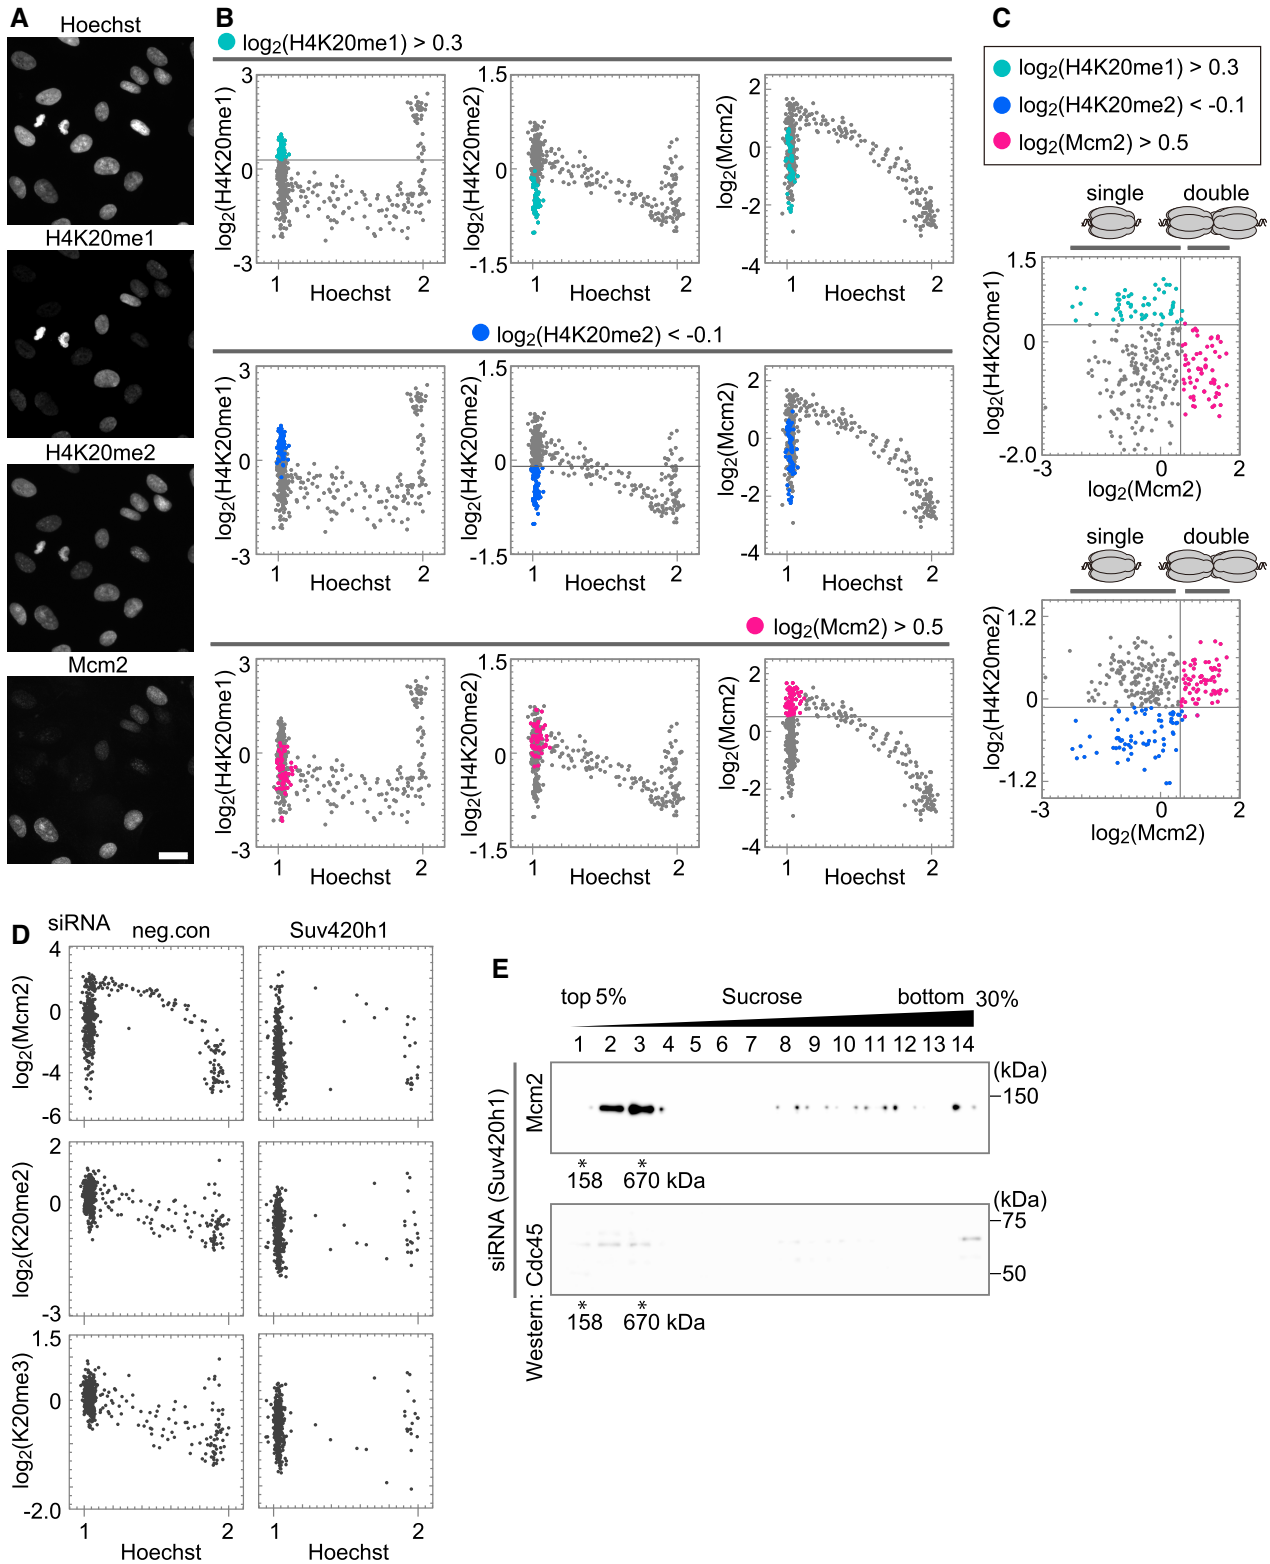 A
Hoechst
H4K20me1
H4K20me2
Mcm2
B
log2(H4K20me1) > 0.3
3
0
-3
log2(H4K20me1)
1
2
Hoechst
1.5
0
-1.5
log2(H4K20me2)
1
2
Hoechst
2
0
-2
-4
log2(Mcm2)
1
2
Hoechst
log2(H4K20me2) < -0.1
3
0
-3
log2(H4K20me1)
1
2
Hoechst
1.5
0
-1.5
log2(H4K20me2)
1
2
Hoechst
2
0
-2
-4
log2(Mcm2)
1
2
Hoechst
log2(Mcm2) > 0.5
3
0
-3
log2(H4K20me1)
1
2
Hoechst
1.5
0
-1.5
log2(H4K20me2)
1
2
Hoechst
2
0
-2
-4
log2(Mcm2)
1
2
Hoechst
C
log2(H4K20me1) > 0.3
log2(H4K20me2) < -0.1
log2(Mcm2) > 0.5
single double
1.5
0
-2.0
log2(H4K20me1)
-3 0 2
log2(Mcm2)
single double
1.2
0
-1.2
log2(H4K20me2)
-3 0 2
log2(Mcm2)
D
siRNA neg.con Suv420h1
4
0
-4
-6
log2(Mcm2)
2
0
-3
log2(K20me2)
1.5
0
-2.0
log2(K20me3)
1 2 1 2
Hoechst Hoechst
E
top 5% Sucrose bottom 30%
1 2 3 4 5 6 7 8 9 10 11 12 13 14
(kDa)
150
Mcm2
* *
158 670 kDa
siRNA (Suv420h1)
(kDa)
75
50
Western: Cdc45
* *
158 670 kDa